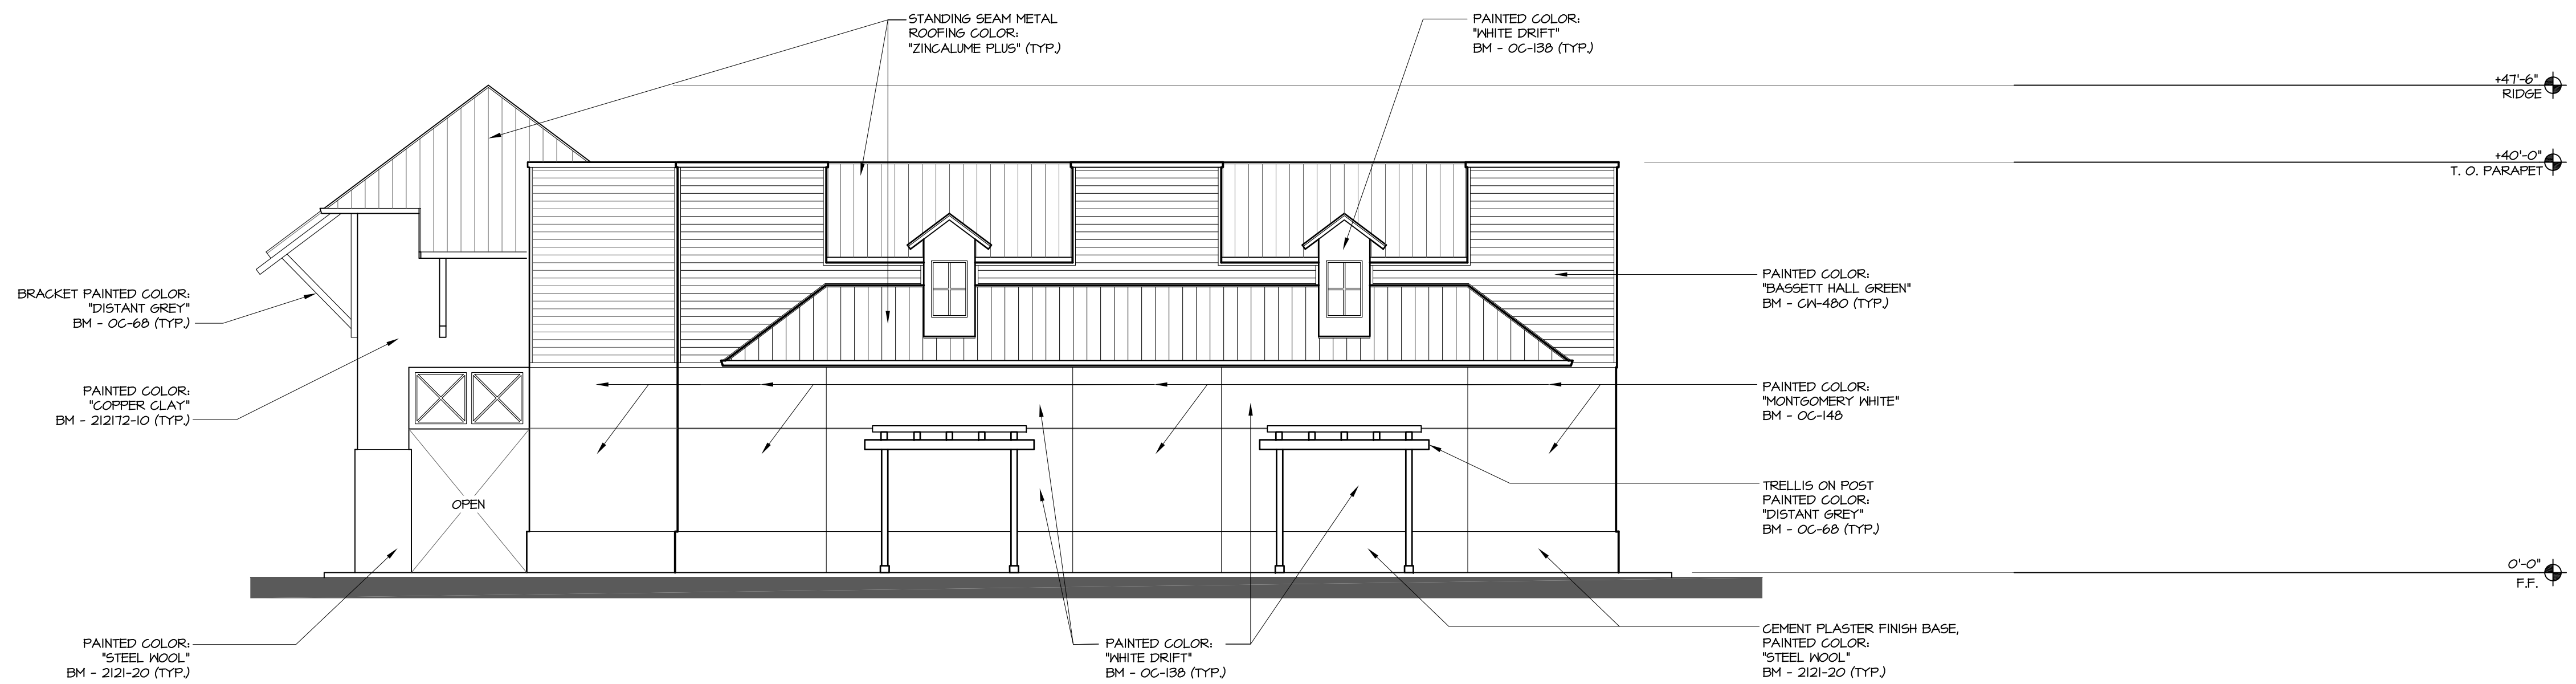 STANDING SEAM METAL
ROOFING COLOR:
"ZINCALUME PLUS" (TYP.)
PAINTED COLOR:
"WHITE DRIFT"
BM - OC-138 (TYP.)
+47'-6"
RIDGE
+40'-0"
T. O. PARAPET
BRACKET PAINTED COLOR:
"DISTANT GREY"
BM - OC-68 (TYP.)
PAINTED COLOR:
"BASSETT HALL GREEN"
BM - CW-480 (TYP.)
PAINTED COLOR:
"COPPER CLAY"
BM - 212172-10 (TYP.)
PAINTED COLOR:
"MONTGOMERY WHITE"
BM - OC-148
OPEN
TRELLIS ON POST
PAINTED COLOR:
"DISTANT GREY"
BM - OC-68 (TYP.)
0'-0"
F.F.
PAINTED COLOR:
"STEEL WOOL"
BM - 2121-20 (TYP.)
PAINTED COLOR:
"WHITE DRIFT"
BM - OC-138 (TYP.)
CEMENT PLASTER FINISH BASE,
PAINTED COLOR:
"STEEL WOOL"
BM - 2121-20 (TYP.)